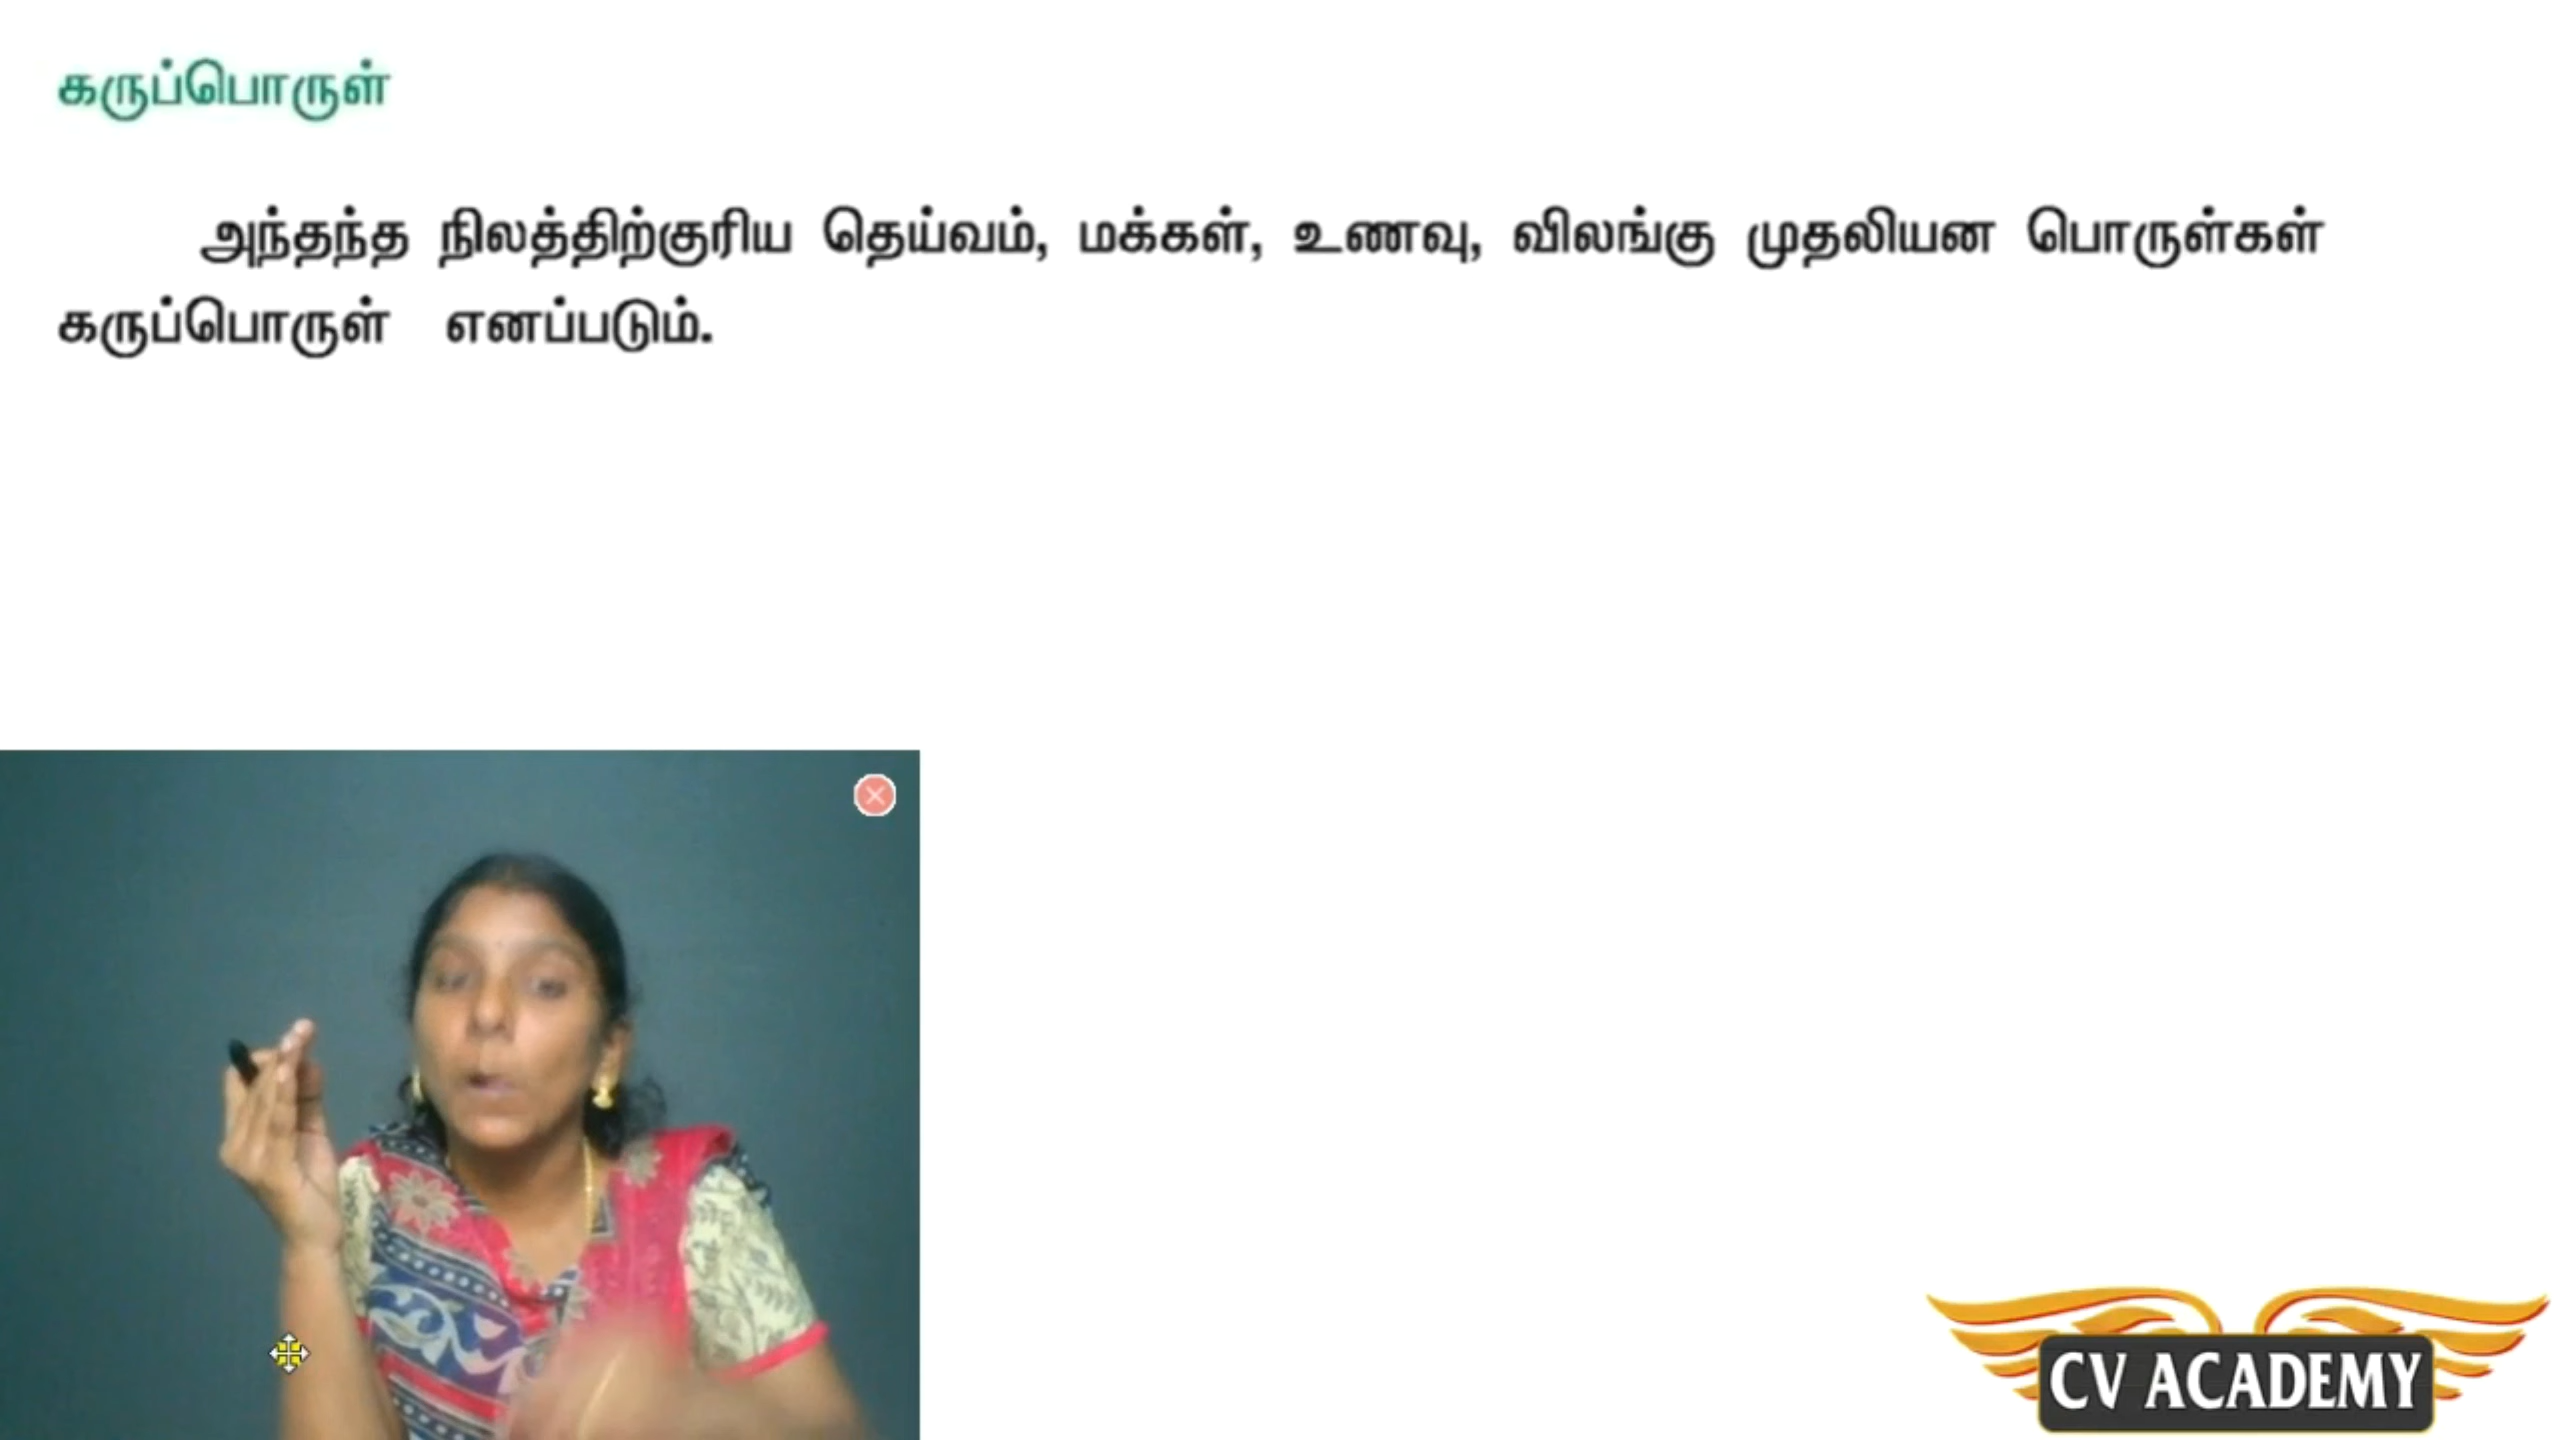 கருப்பொருள்
அந்தந்த நிலத்திற்குரிய தெய்வம், மக்கள், உணவு, விலங்கு முதலியன பொருள்கள்
கருப்பொருள் எனப்படும்.
CV ACADEMY